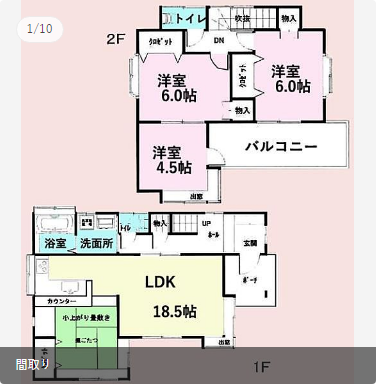 1/10
2F
トイレ
吹抜
物入
クロゼット
DN
洋室
6.0帖
クロゼット
洋室
6.0帖
物入
洋室
4.5帖
バルコニー
出窓
浴室
洗面所
トイレ
物入
UP
ホール
玄関
ポーチ
LDK
18.5帖
カウンター
小上がり畳敷き
堀こたつ
出窓
間取り
1F